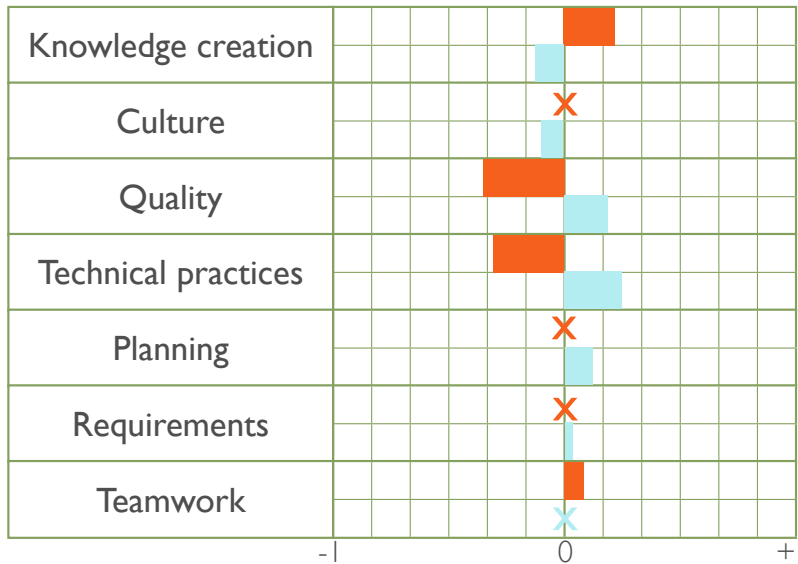 Knowledge creation
X
Culture
Quality
Technical practices
X
Planning
X
Requirements
Teamwork
X
-1 0 +